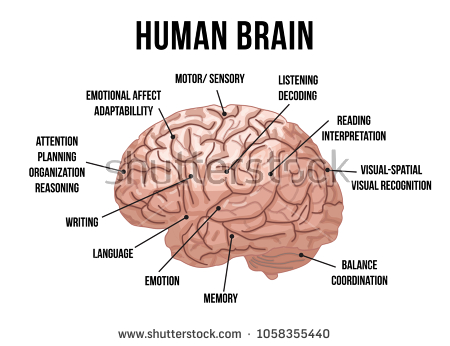 HUMAN BRAIN
MOTOR/ SENSORY
LISTENING
DECODING
EMOTIONAL AFFECT
ADAPTABILLITY
READING
INTERPRETATION
ATTENTION
PLANNING
ORGANIZATION
REASONING
shutterstock
VISUAL-SPATIAL
VISUAL RECOGNITION
WRITING
LANGUAGE
EMOTION
MEMORY
BALANCE
COORDINATION
www.shutterstock.com · 1058355440